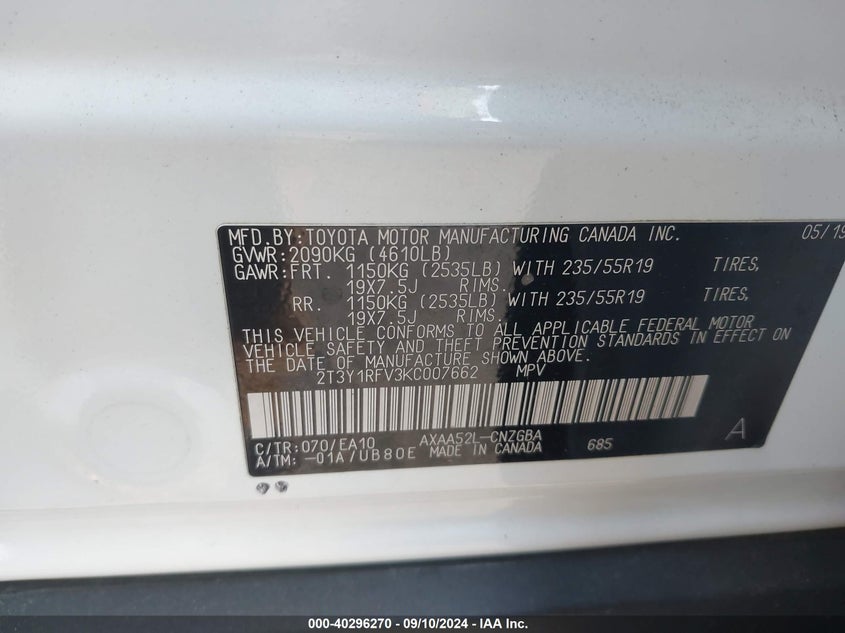 MFD.BY:TOYOTA MOTOR MANUFACTURING CANADA INC. 05/19
GVWR:2090KG (4610LB)
GAWR:FRT. 1150KG (2535LB) WITH 235/55R19 TIRES,
19X7.5J RIMS.
RR. 1150KG (2535LB) WITH 235/55R19 TIRES,
19X7.5J RIMS.
THIS VEHICLE CONFORMS TO ALL APPLICABLE FEDERAL MOTOR
VEHICLE SAFETY AND THEFT PREVENTION STANDARDS IN EFFECT ON
THE DATE OF MANUFACTURE SHOWN ABOVE.
2T3Y1RFV3KC007662 MPV
C/TR:070/EA10 AXAA52L-CNZGBA A
A/TM:-01A/UB80E MADE IN CANADA 685
000-40296270 - 09/10/2024 - IAA Inc.